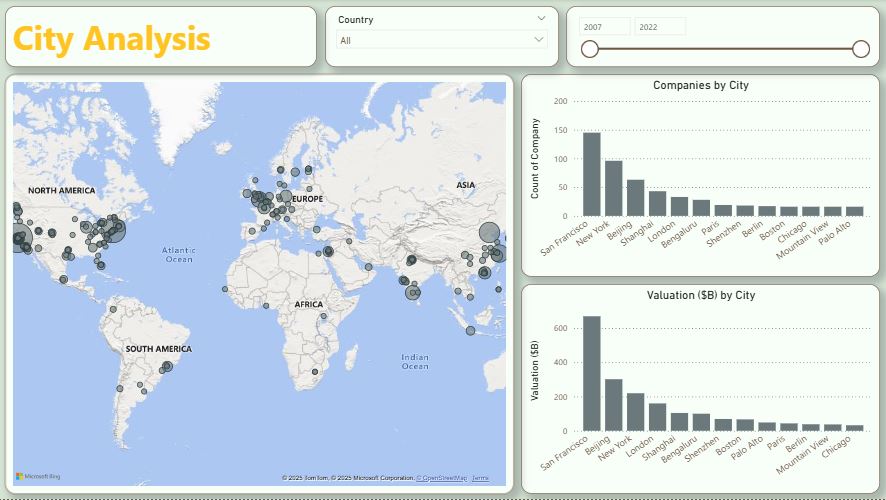 City Analysis
Country
All
2007
2022
NORTH AMERICA
EUROPE
ASIA
Atlantic
Ocean
AFRICA
SOUTH AMERICA
Indian
Ocean
Microsoft Bing
© 2025 TomTom, © 2025 Microsoft Corporation, © OpenStreetMap Terms
Companies by City
Count of Company
200
150
100
50
0
San Francisco
New York
Beijing
Shanghai
London
Bengaluru
Paris
Shenzhen
Berlin
Boston
Chicago
Mountain View
Palo Alto
Valuation ($B) by City
Valuation ($B)
600
400
200
0
San Francisco
Beijing
New York
London
Shanghai
Bengaluru
Shenzhen
Boston
Palo Alto
Paris
Berlin
Mountain View
Chicago